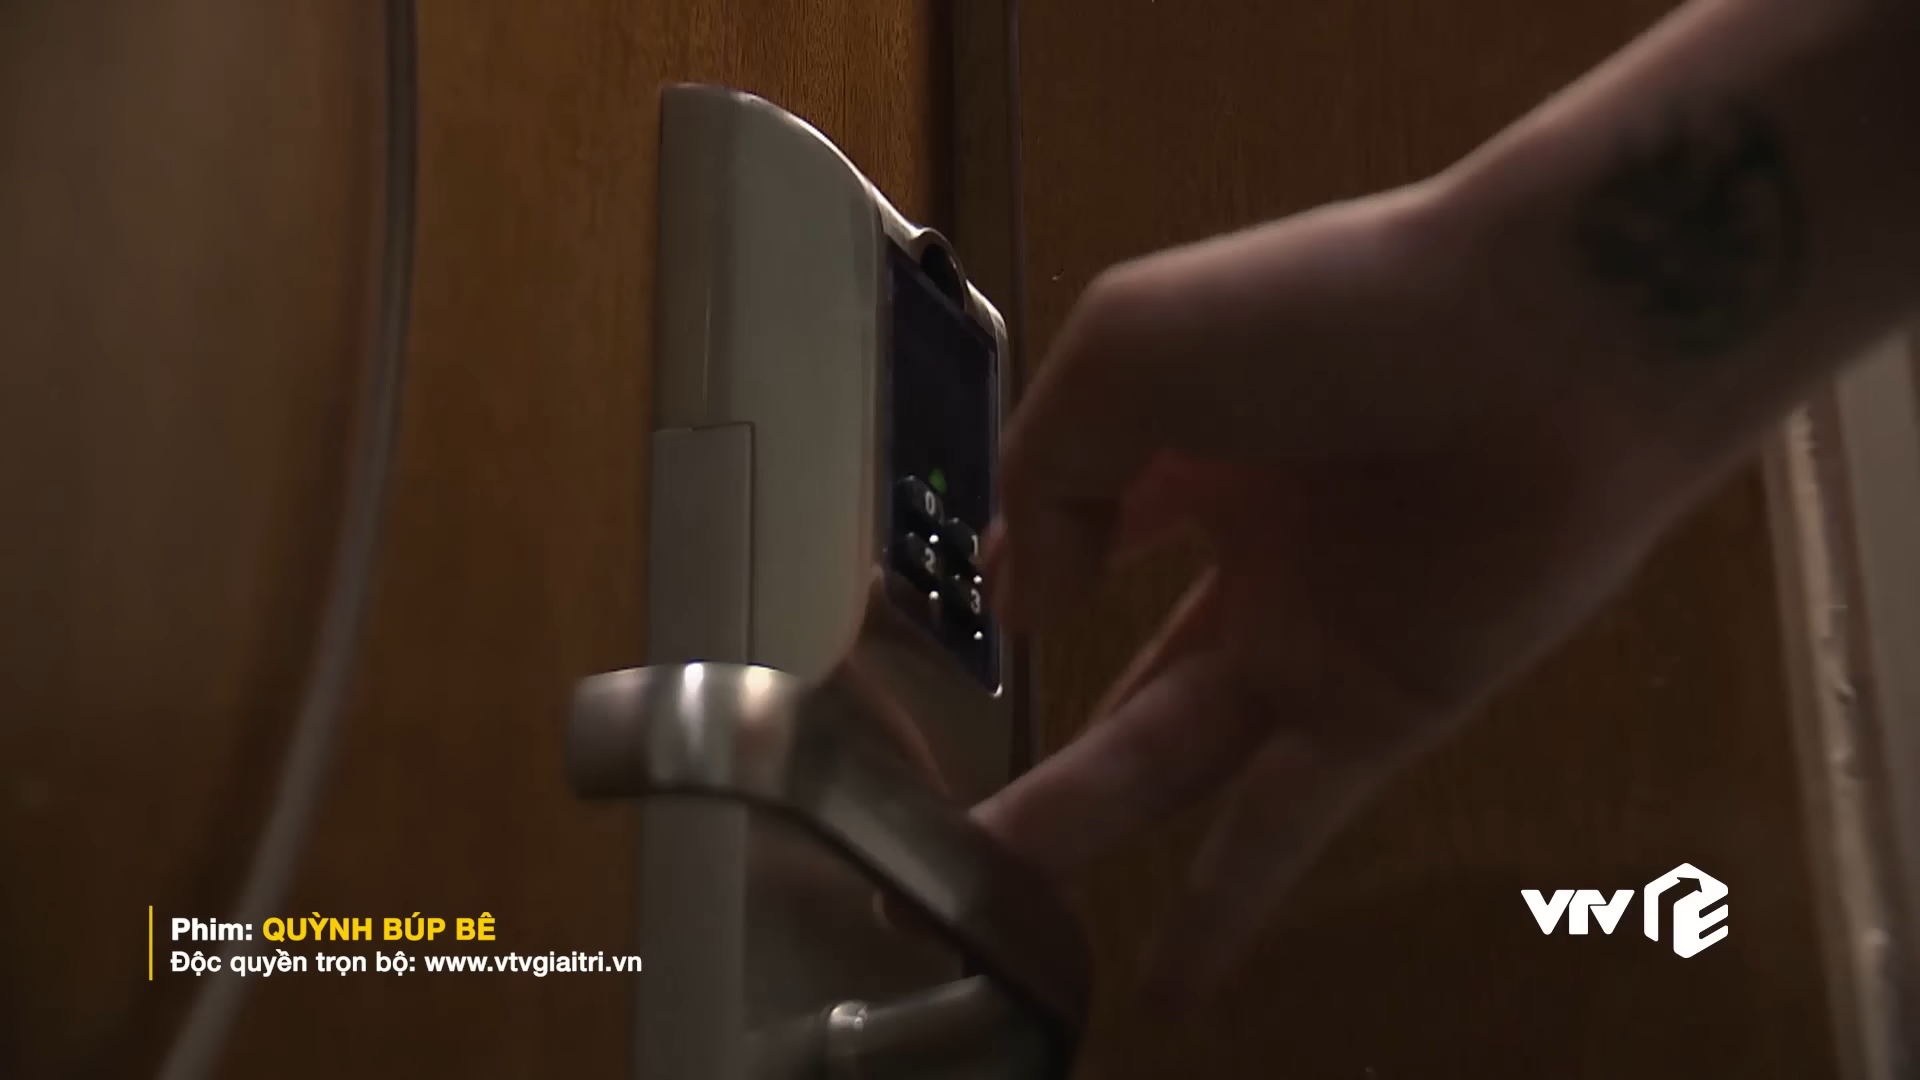 0
1
2
3
Phim: QUỲNH BÚP BÊ
Độc quyền trọn bộ: www.vtvgiaitri.vn
VTV